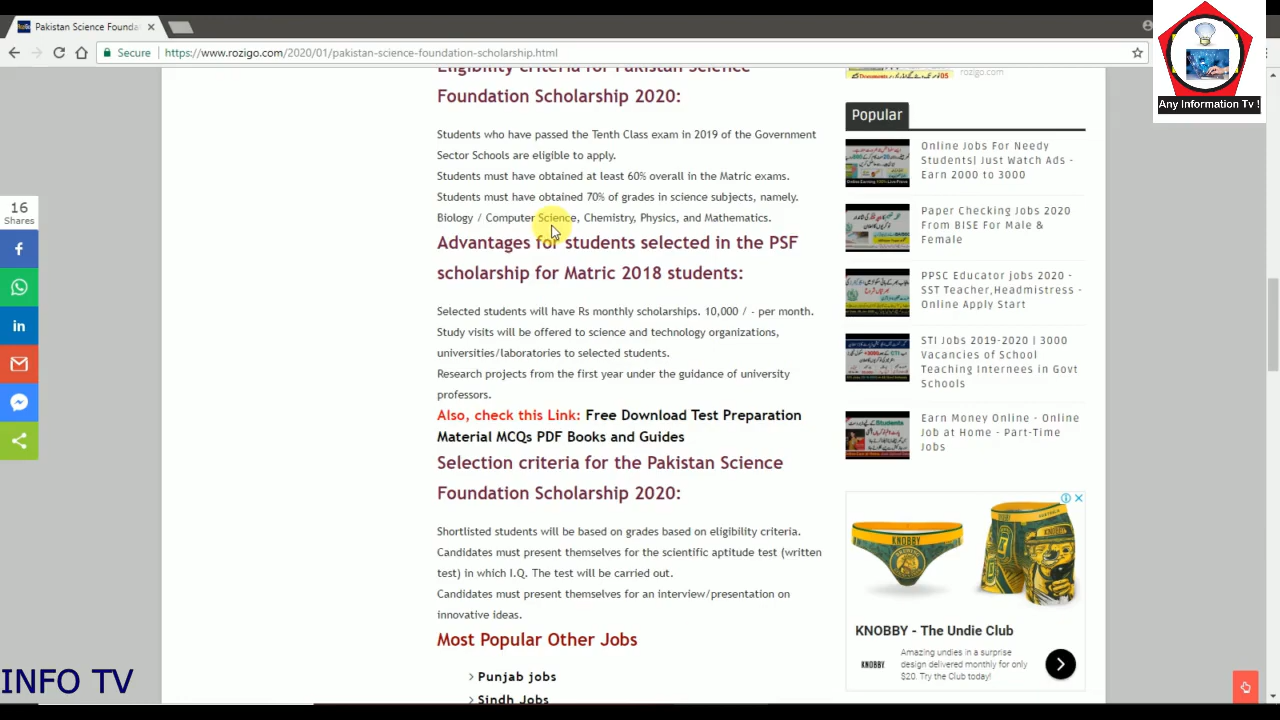 Pakistan Science Founda
Secure
https://www.rozigo.com/2020/01/pakistan-science-foundation-scholarship.html
Any Information Tv !
Eligibility criteria for Pakistan Science
Foundation Scholarship 2020:
Students who have passed the Tenth Class exam in 2019 of the Government
Sector Schools are eligible to apply.
Students must have obtained at least 60% overall in the Matric exams.
Students must have obtained 70% of grades in science subjects, namely.
Biology / Computer Science, Chemistry, Physics, and Mathematics.
Advantages for students selected in the PSF
scholarship for Matric 2018 students:
Selected students will have Rs monthly scholarships. 10,000 / - per month.
Study visits will be offered to science and technology organizations,
universities/laboratories to selected students.
Research projects from the first year under the guidance of university
professors.
Also, check this Link: Free Download Test Preparation
Material MCQs PDF Books and Guides
Selection criteria for the Pakistan Science
Foundation Scholarship 2020:
Shortlisted students will be based on grades based on eligibility criteria.
Candidates must present themselves for the scientific aptitude test (written
test) in which I.Q. The test will be carried out.
Candidates must present themselves for an interview/presentation on
innovative ideas.
Most Popular Other Jobs
Punjab jobs
Sindh Jobs
16
Shares
rozigo.com
Popular
Online Jobs For Needy
Students| Just Watch Ads -
Earn 2000 to 3000
Paper Checking Jobs 2020
From BISE For Male &
Female
PPSC Educator jobs 2020 -
SST Teacher,Headmistress -
Online Apply Start
STI Jobs 2019-2020 | 3000
Vacancies of School
Teaching Internees in Govt
Schools
Earn Money Online - Online
Job at Home - Part-Time
Jobs
KNOBBY
KNOBBY - The Undie Club
KNOBBY
Amazing undies in a surprise
design delivered monthly for only
$20. Try the Club today!
INFO TV